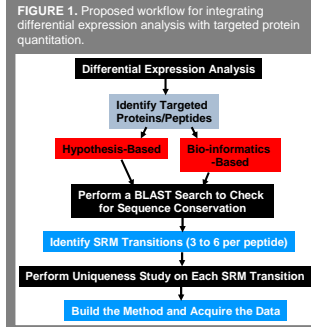 FIGURE 1. Proposed workflow for integrating
differential expression analysis with targeted protein
quantitation.
Differential Expression Analysis
Identify Targeted
Proteins/Peptides
Hypothesis-Based
Bio-informatics
-Based
Perform a BLAST Search to Check
for Sequence Conservation
Identify SRM Transitions (3 to 6 per peptide)
Perform Uniqueness Study on Each SRM Transition
Build the Method and Acquire the Data